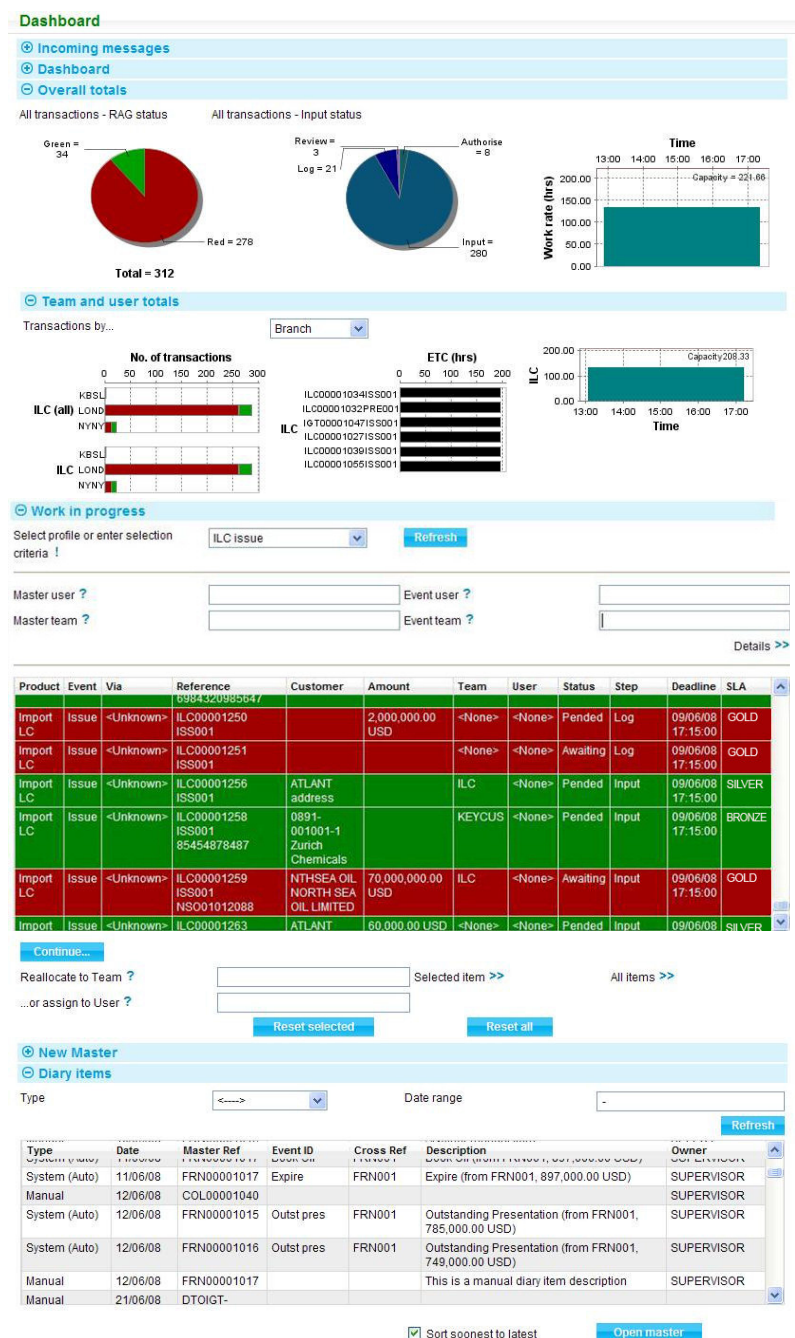 Dashboard
Incoming messages
Dashboard
Overall totals
All transactions - RAG status All transactions - Input status
Green = 34
Red = 278
Total = 312
Review = 3
Log = 21
Authorise = 8
Input = 280
Time
13:00 14:00 15:00 16:00 17:00
Capacity = 221.66
Work rate (hrs)
200.00
150.00
100.00
50.00
0.00
Team and user totals
Transactions by... Branch
No. of transactions
0 50 100 150 200 250 300
ILC (all)
KBSL
LOND
NYNY
ILC
KBSL
LOND
NYNY
ETC (hrs)
0 50 100 150 200
ILC
ILC00001034ISS001
ILC00001032PRE001
IGT00001047ISS001
ILC00001027ISS001
ILC00001039ISS001
ILC00001055ISS001
ILC
200.00
100.00
0.00
Capacity208.33
13:00 14:00 15:00 16:00 17:00
Time
Work in progress
Select profile or enter selection criteria ! ILC issue Refresh
Master user ? Event user ?
Master team ? Event team ?
Details >>
Product Event Via Reference Customer Amount Team User Status Step Deadline SLA
6984320985647
Import LC Issue <Unknown> ILC00001250 ISS001 2,000,000.00 USD <None> <None> Pended Log 09/06/08 17:15:00 GOLD
Import LC Issue <Unknown> ILC00001251 ISS001 <None> <None> Awaiting Log 09/06/08 17:15:00 GOLD
Import LC Issue <Unknown> ILC00001256 ISS001 ATLANT address ILC <None> Pended Input 09/06/08 17:15:00 SILVER
Import LC Issue <Unknown> ILC00001258 ISS001 85454878487 0891-001001-1 Zurich Chemicals KEYCUS <None> Pended Input 09/06/08 17:15:00 BRONZE
Import LC Issue <Unknown> ILC00001259 ISS001 NSO01012088 NTHSEA OIL NORTH SEA OIL LIMITED 70,000,000.00 USD ILC <None> Awaiting Input 09/06/08 17:15:00 GOLD
Import Issue <Unknown> ILC00001263 ATLANT 60,000.00 USD <None> <None> Pended Input 09/06/08 SILVER
Continue...
Reallocate to Team ? Selected item >> All items >>
...or assign to User ?
Reset selected Reset all
New Master
Diary items
Type <----> Date range -
Refresh
Type Date Master Ref Event ID Cross Ref Description Owner
System (Auto) 11/06/08 FRN00001017 Expire FRN001 Expire (from FRN001, 897,000.00 USD) SUPERVISOR
Manual 12/06/08 COL00001040 SUPERVISOR
System (Auto) 12/06/08 FRN00001015 Outst pres FRN001 Outstanding Presentation (from FRN001, 785,000.00 USD) SUPERVISOR
System (Auto) 12/06/08 FRN00001016 Outst pres FRN001 Outstanding Presentation (from FRN001, 749,000.00 USD) SUPERVISOR
Manual 12/06/08 FRN00001017 This is a manual diary item description SUPERVISOR
Manual 21/06/08 DTOIGT-
Sort soonest to latest Open master